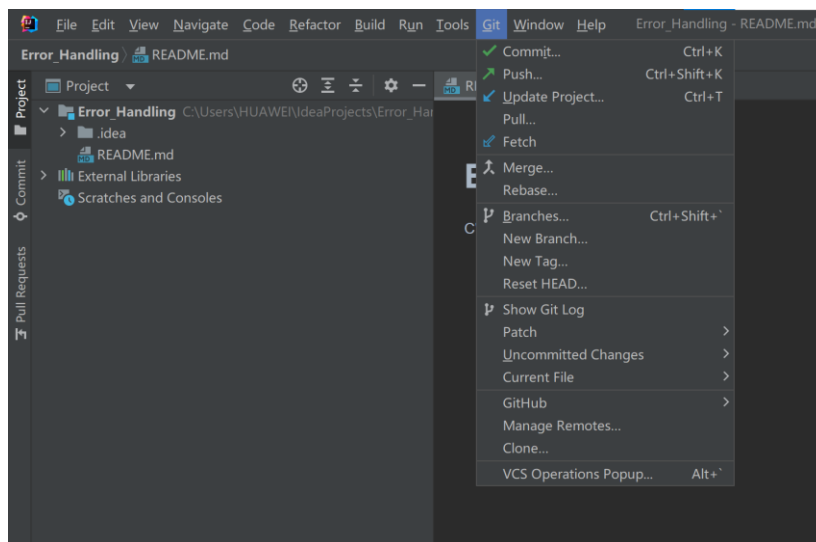 File Edit View Navigate Code Refactor Build Run Tools Git Window Help Error_Handling - README.md
Error_Handling README.md
Project
Project
Error_Handling C:\Users\HUAWEI\IdeaProjects\Error_Har
.idea
README.md
External Libraries
Scratches and Consoles
Commit
Pull Requests
Commit... Ctrl+K
Push... Ctrl+Shift+K
Update Project... Ctrl+T
Pull...
Fetch
Merge...
Rebase...
Branches... Ctrl+Shift+`
New Branch...
New Tag...
Reset HEAD...
Show Git Log
Patch
Uncommitted Changes
Current File
GitHub
Manage Remotes...
Clone...
VCS Operations Popup... Alt+`